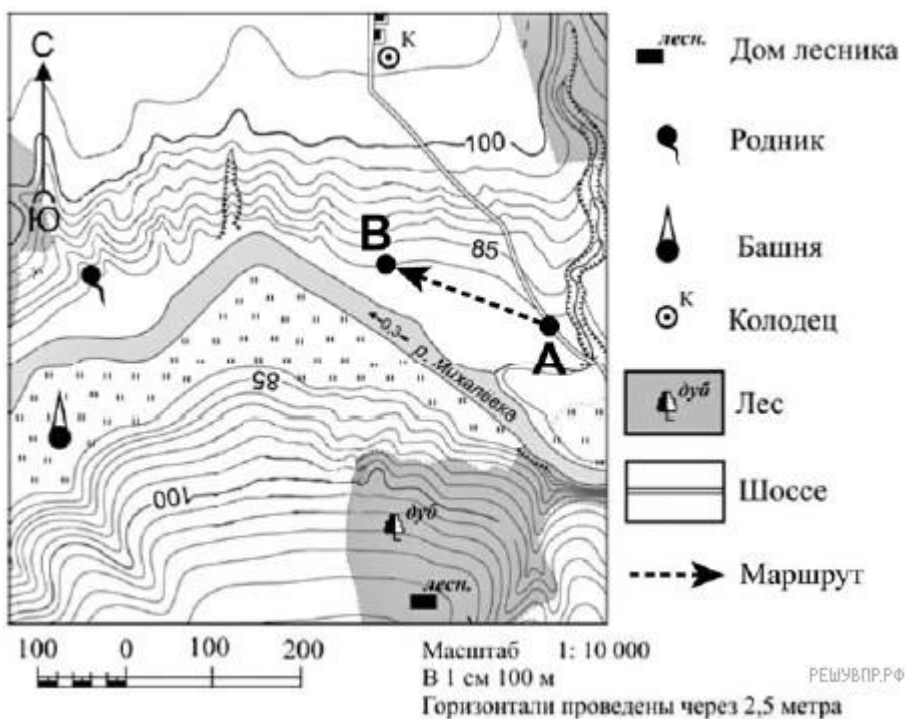 С
К
лесн.
Дом лесника
100
Ю
B
85
Родник
Башня
К
Колодец
0,3
р. Михалевка
A
85
100
дуб
лесн.
дуб
Лес
Шоссе
Маршрут
100 0 100 200
Масштаб 1: 10 000
В 1 см 100 м
Горизонтали проведены через 2,5 метра
РЕШУВПР.РФ